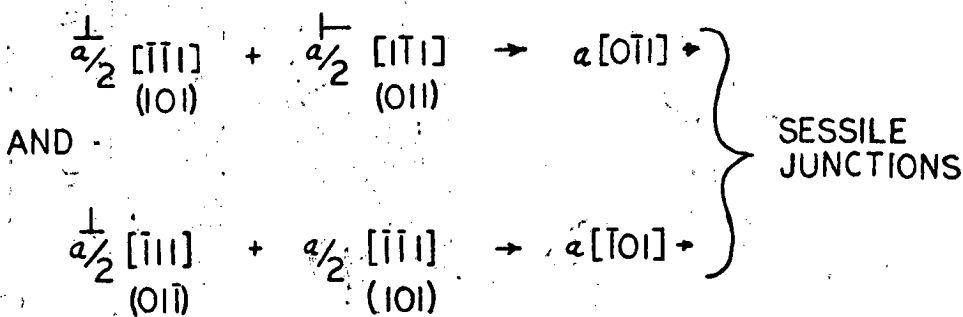 ⊥ ⊢
a/2 [1̄1̄1] + a/2 [11̄1] → a[01̄1] →
(101) (011)
AND
SESSILE
JUNCTIONS
⊥
a/2 [1̄11] + a/2 [1̄1̄1] → a[1̄01] →
(011̄) (101)